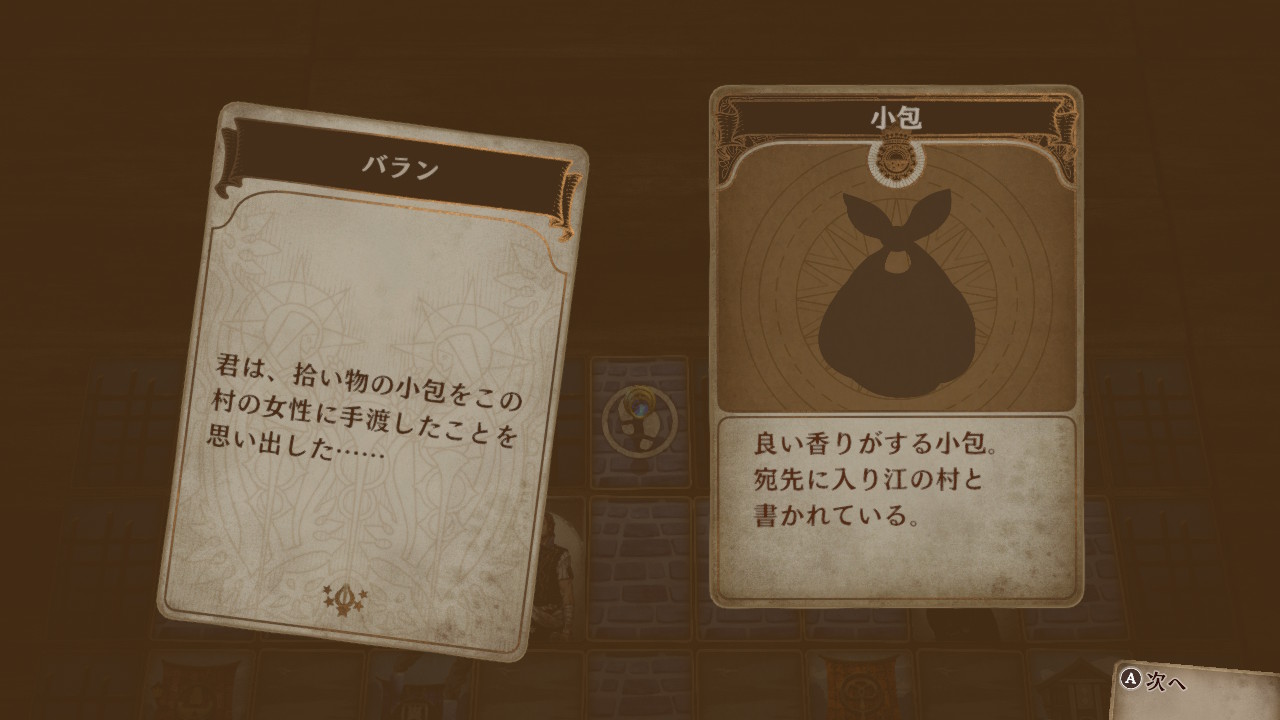 バラン
君は、拾い物の小包をこの
村の女性に手渡したことを
思い出した……
小包
良い香りがする小包。
宛先に入り江の村と
書かれている。
A 次へ